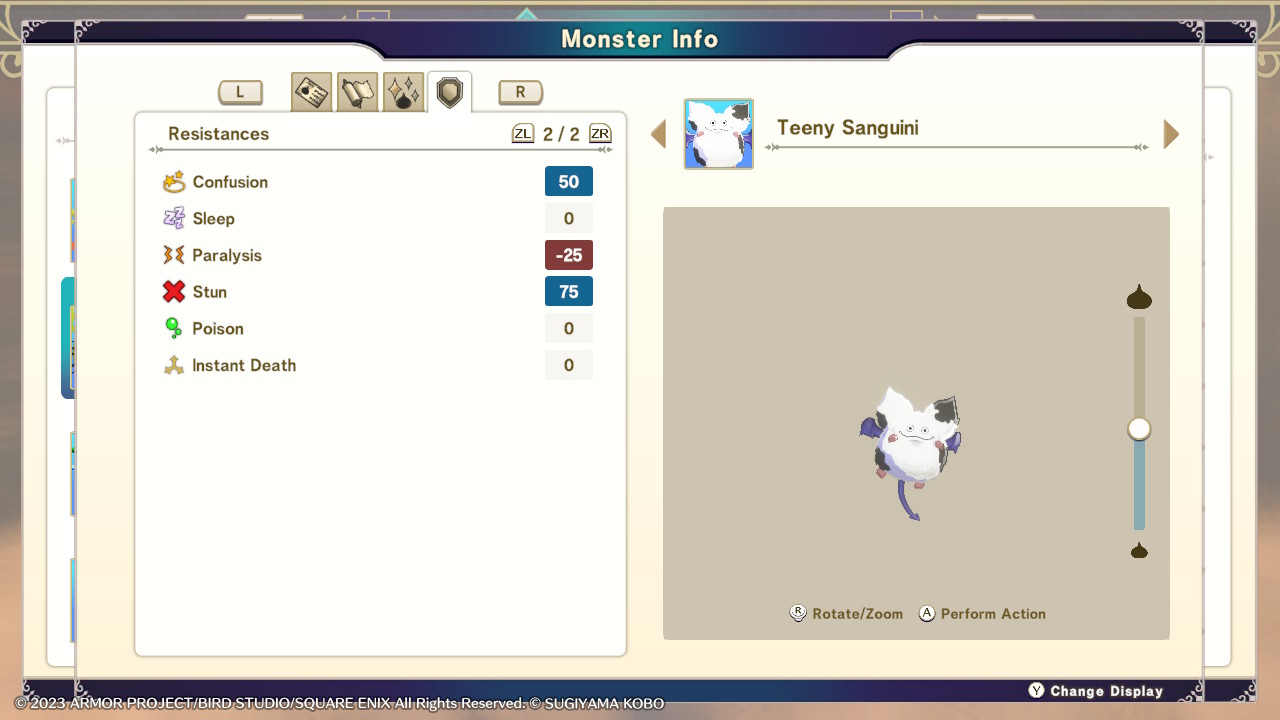 Monster Info
L
R
Resistances
ZL 2 / 2 ZR
Teeny Sanguini
Confusion 50
Sleep 0
Paralysis -25
Stun 75
Poison 0
Instant Death 0
R Rotate/Zoom A Perform Action
Y Change Display
© 2023 ARMOR PROJECT/BIRD STUDIO/SQUARE ENIX All Rights Reserved. © SUGIYAMA KOBO